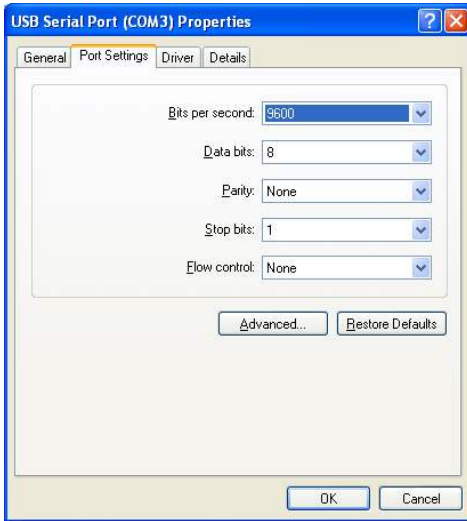 USB Serial Port (COM3) Properties
General Port Settings Driver Details
Bits per second: 9600
Data bits: 8
Parity: None
Stop bits: 1
Flow control: None
Advanced... Restore Defaults
OK Cancel